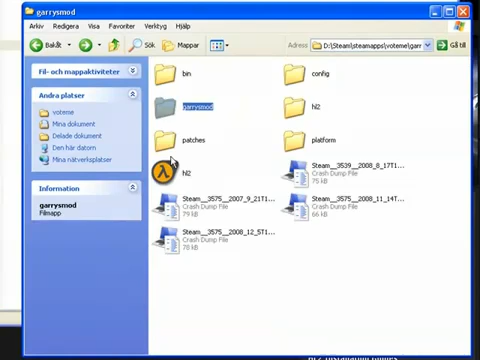 garrysmod
Arkiv Redigera Visa Favoriter Verktyg Hjälp
Bakåt Sök Mappar
Adress D:\Steam\steamapps\voteme\garr Gå till
Fil- och mappaktiviteter
Andra platser
voteme
Mina dokument
Delade dokument
Den här datorn
Mina nätverksplatser
Information
garrysmod
Filmapp
bin config
garrysmod hl2
patches platform
hl2
Steam__3539__2008_8_17T1...
Crash Dump File
75 kB
Steam__3575__2007_9_21T1...
Crash Dump File
79 kB
Steam__3575__2008_11_14T...
Crash Dump File
66 kB
Steam__3575__2008_12_5T1...
Crash Dump File
78 kB